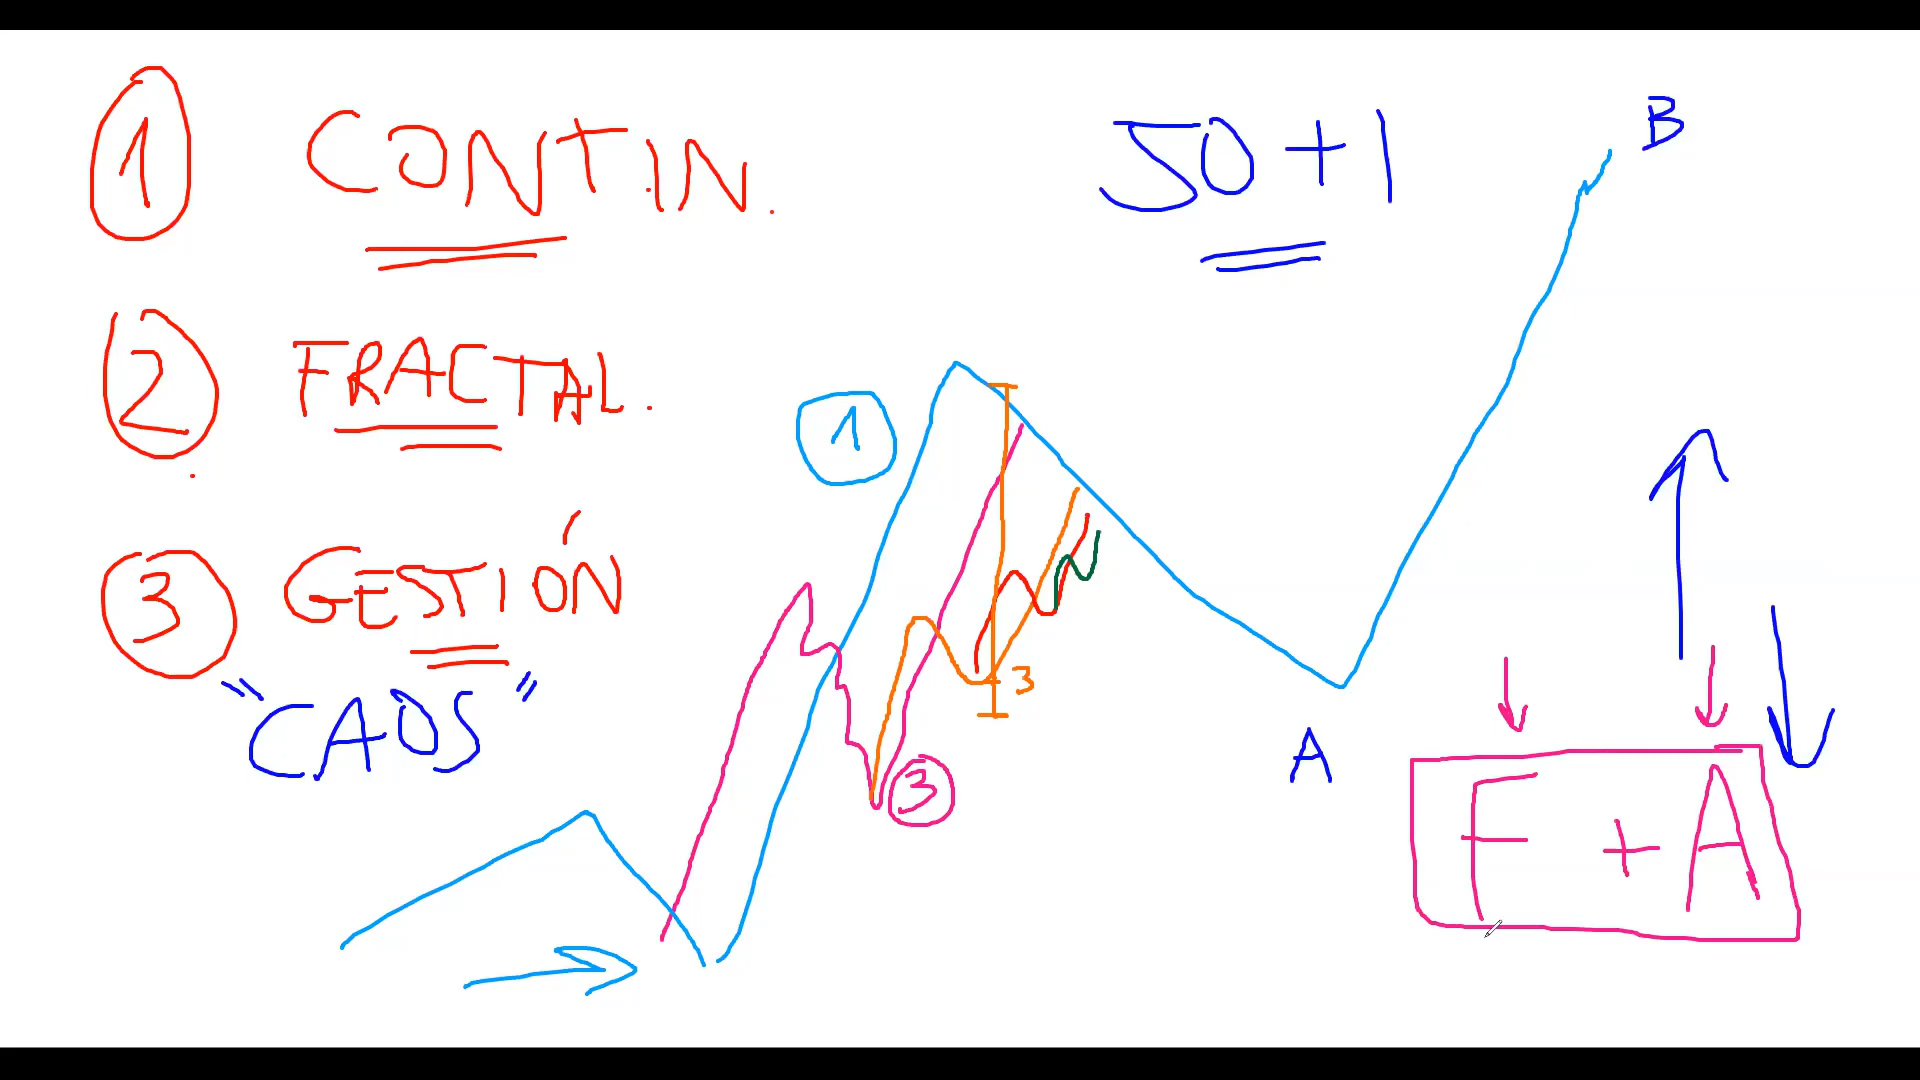 1 CONTIN.
50+1
B
2 FRACTAL.
1
3 GESTIÓN
"CAOS"
3
3
A
F + A